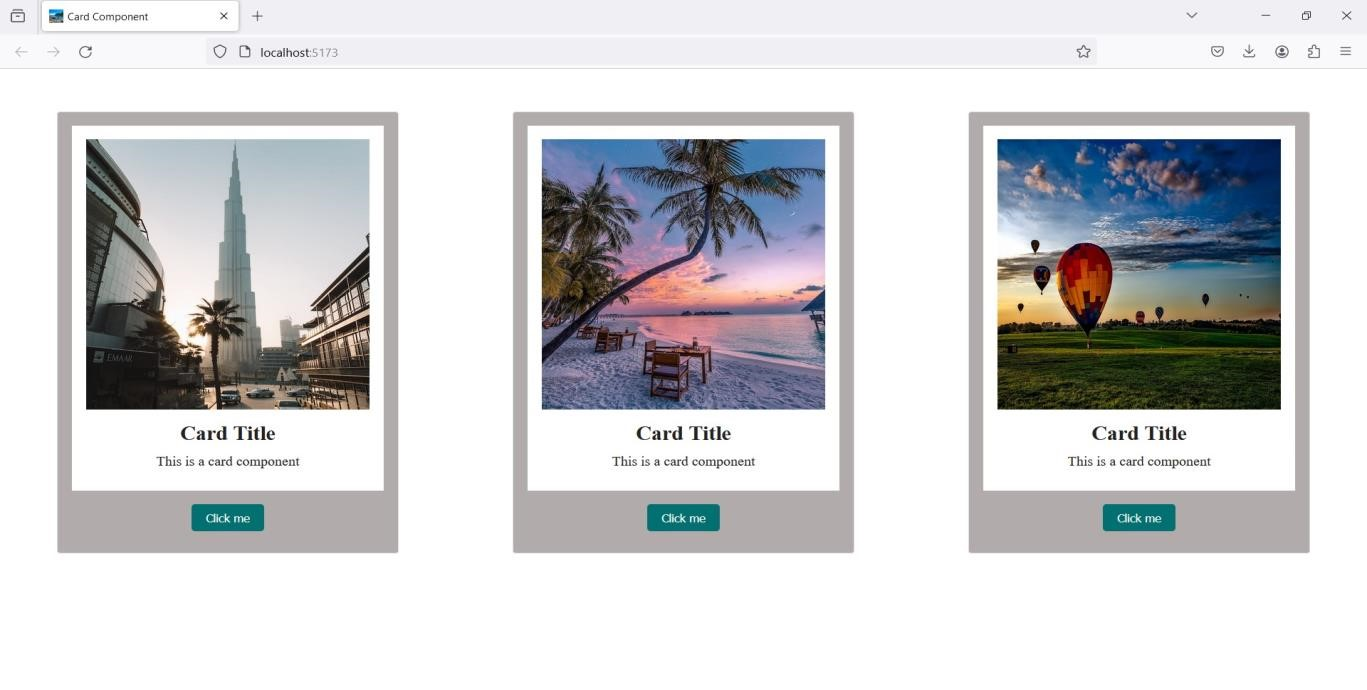 Card Component
localhost:5173
EMAAR
Card Title
This is a card component
Click me
Card Title
This is a card component
Click me
Card Title
This is a card component
Click me